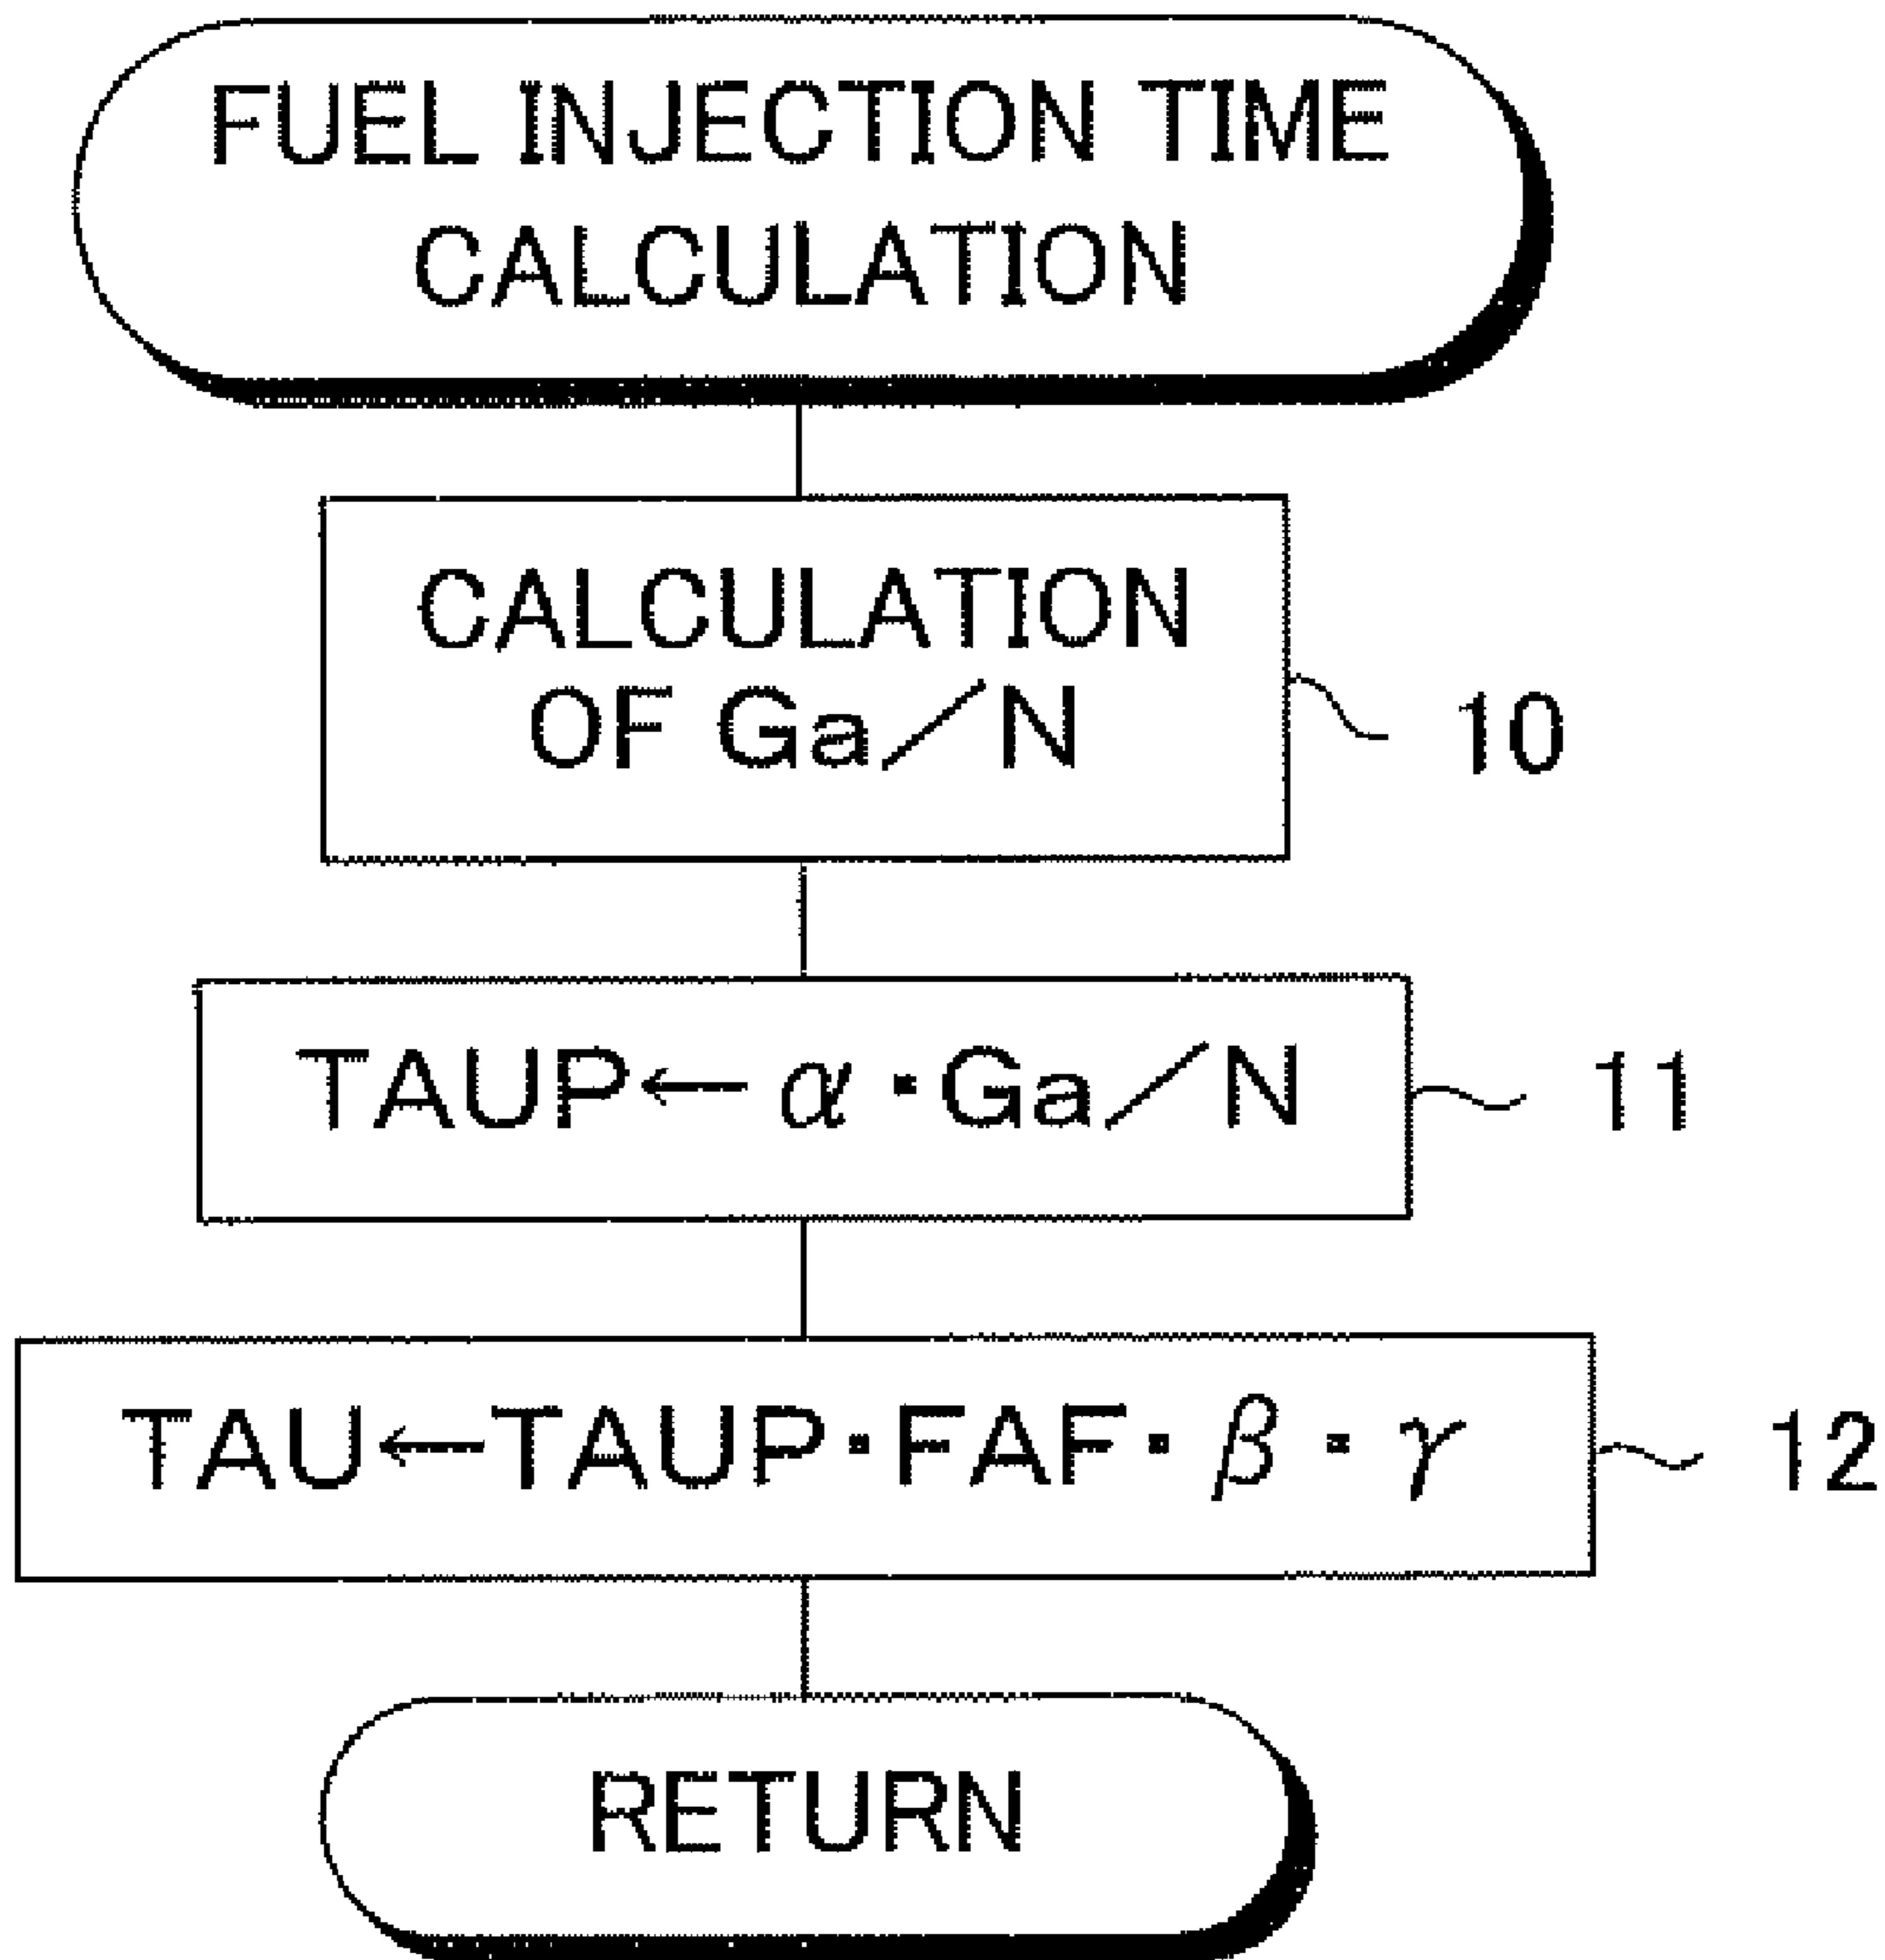 FUEL INJECTION TIME
CALCULATION
CALCULATION
OF Ga/N
10
TAUP←α・Ga/N
11
TAU←TAUP・FAF・β・γ
12
RETURN